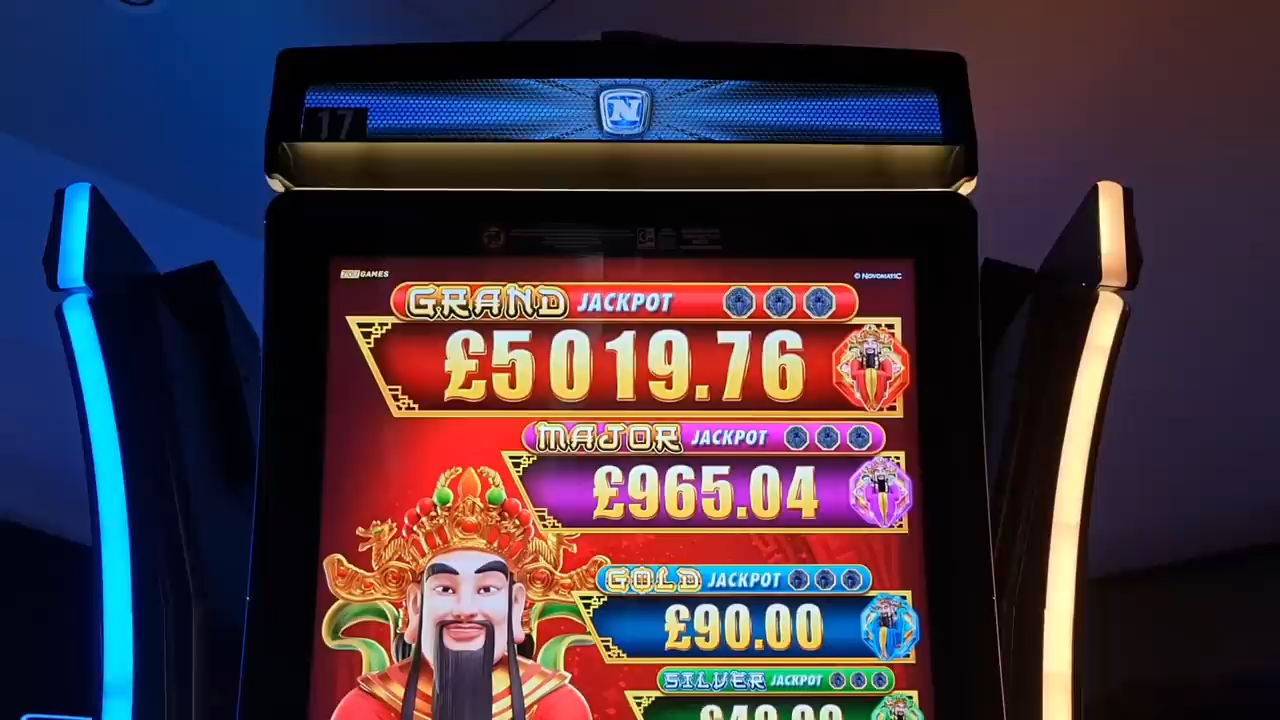 N
17
GAMES
© NOVOMATIC
GRAND JACKPOT
£5019.76
MAJOR JACKPOT
£965.04
GOLD JACKPOT
£90.00
SILVER JACKPOT